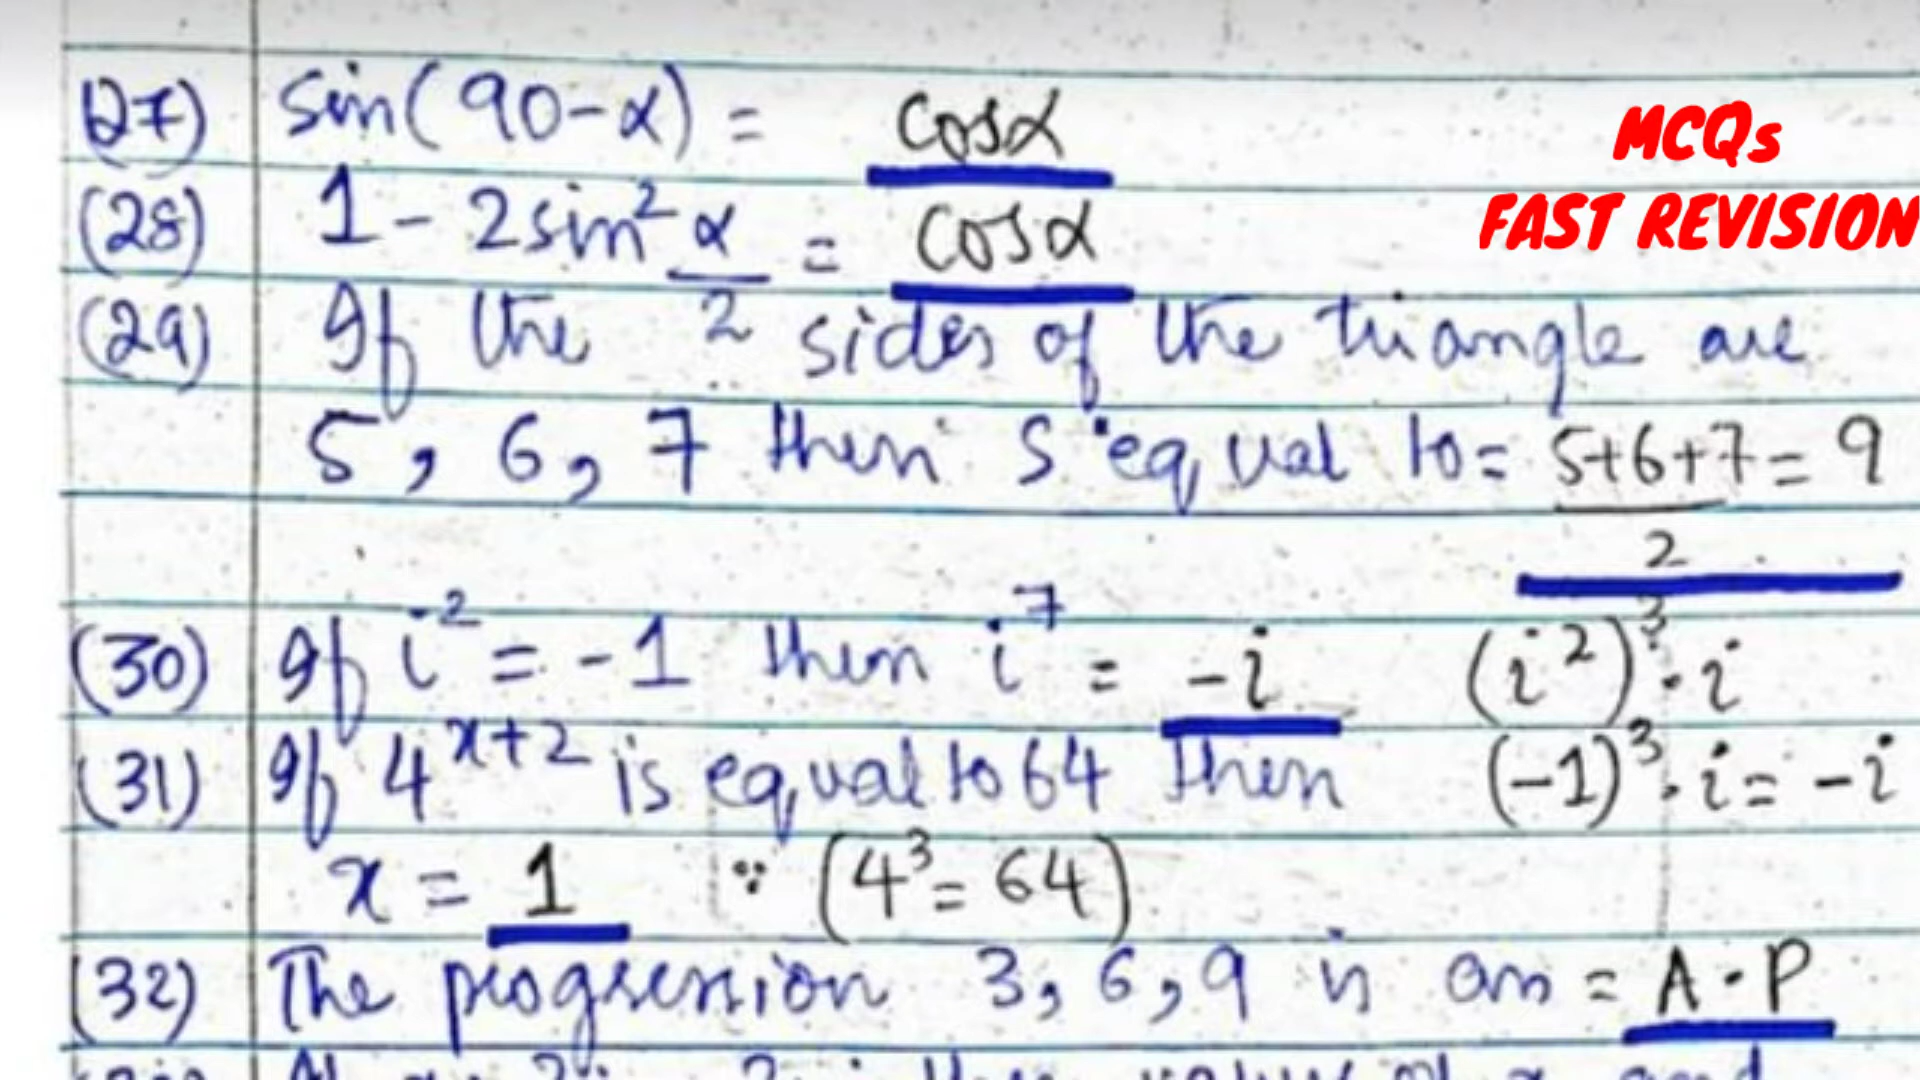 Q7) sin(90-α) = cosα
MCQs
FAST REVISION
(28) 1 - 2sin² α/2 = cosα
(29) If the sides of the triangle are
5, 6, 7 then S equal to = 5+6+7 = 9
2
(30) If i² = -1 then i⁷ = -i (i²)³·i
(31) If 4^x+2 is equal to 64 then (-1)³·i = -i
x = 1 ∵ (4³ = 64)
(32) The progression 3, 6, 9 is an = A.P